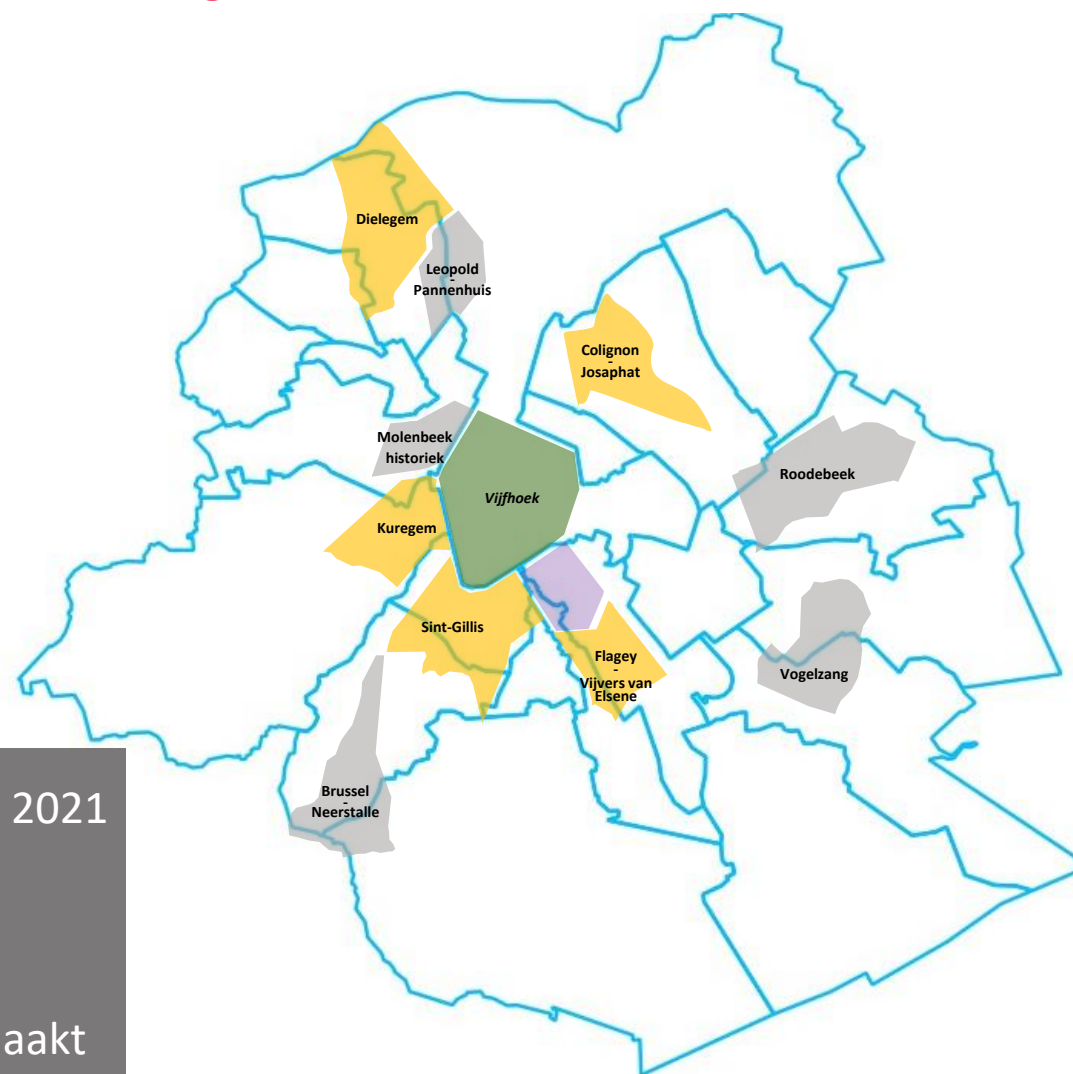 Dielegem
Leopold
-
Pannenhuis
Colignon
-
Josaphat
Molenbeek
historiek
Roodebeek
Vijfhoek
Kuregem
Sint-Gillis
Flagey
-
Vijvers van
Elsene
Vogelzang
Brussel
-
Neerstalle
2021
aakt